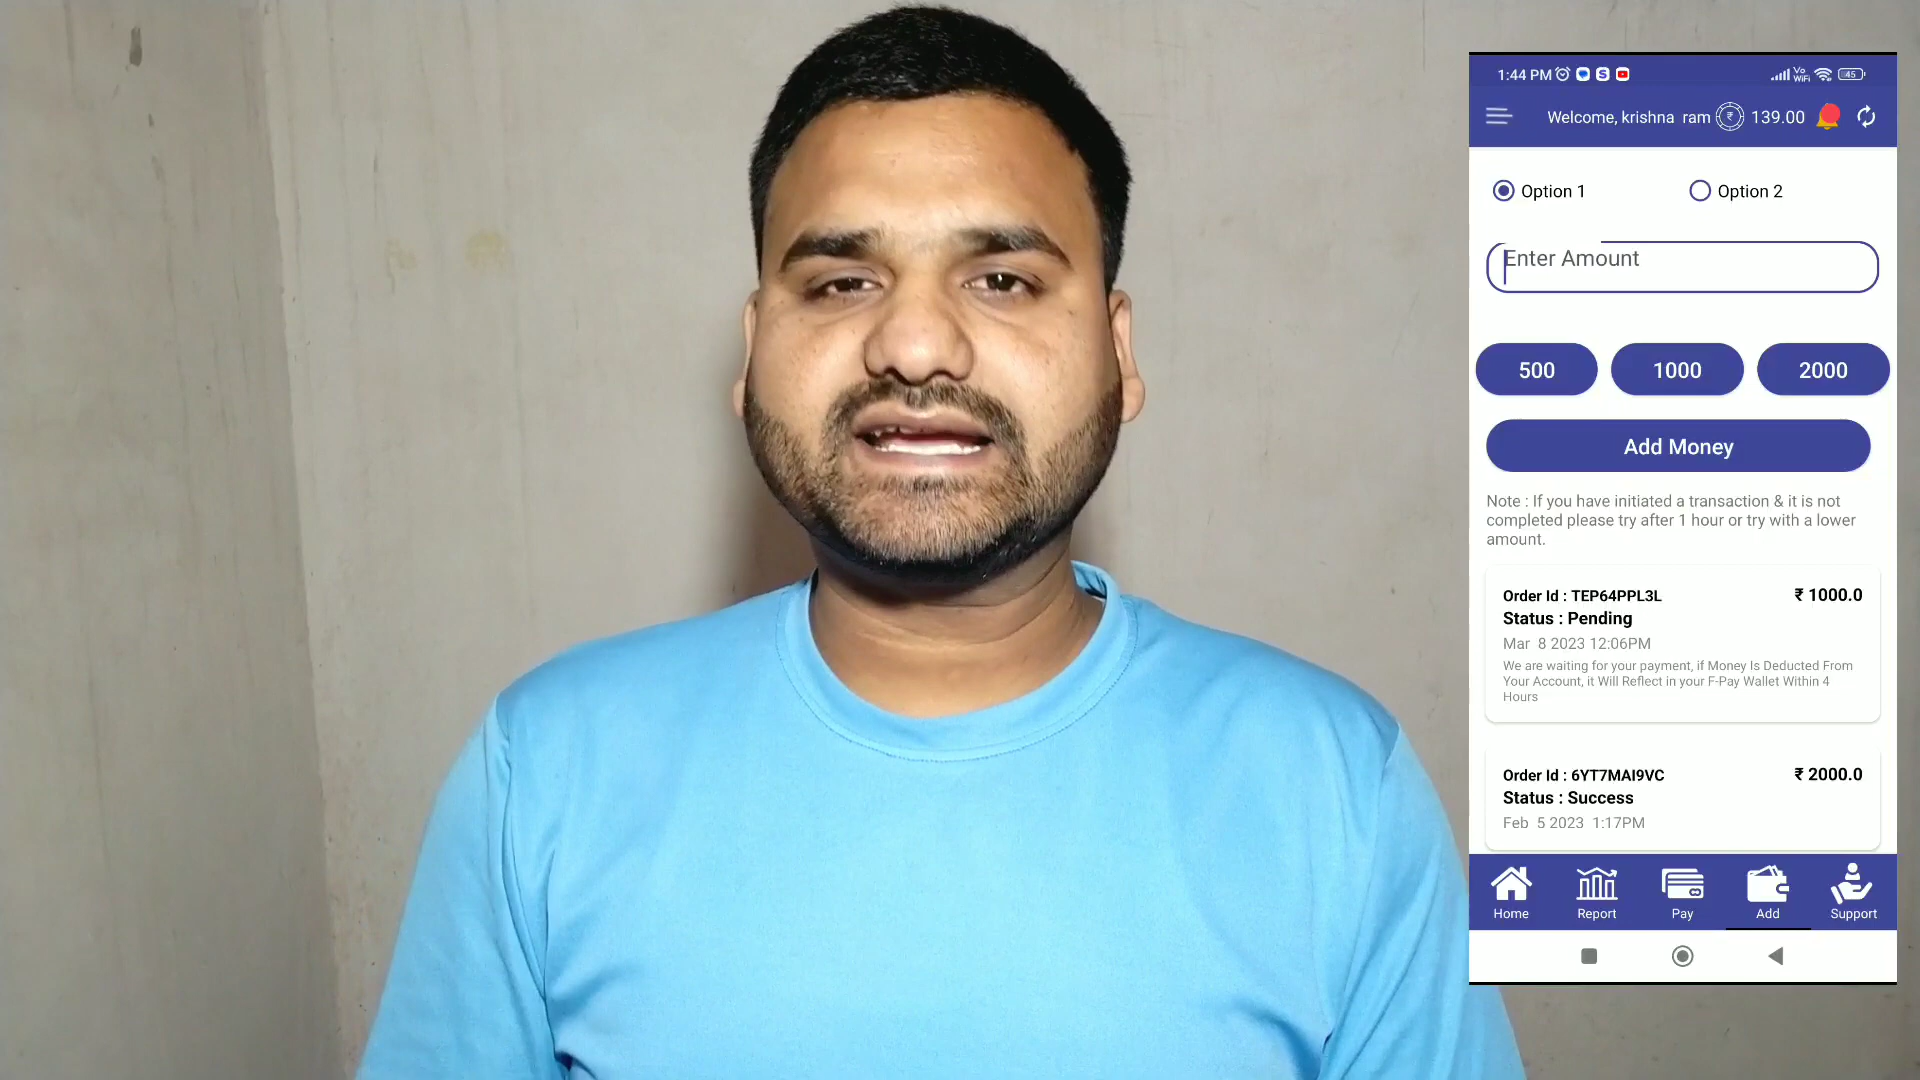 1:44 PM
Vo
WiFi
45
Welcome, krishna ram
₹
139.00
Option 1
Option 2
Enter Amount
500
1000
2000
Add Money
Note : If you have initiated a transaction & it is not
completed please try after 1 hour or try with a lower
amount.
Order Id : TEP64PPL3L
₹ 1000.0
Status : Pending
Mar 8 2023 12:06PM
We are waiting for your payment, if Money Is Deducted From
Your Account, it Will Reflect in your F-Pay Wallet Within 4
Hours
Order Id : 6YT7MAI9VC
₹ 2000.0
Status : Success
Feb 5 2023 1:17PM
Home
Report
Pay
Add
Support